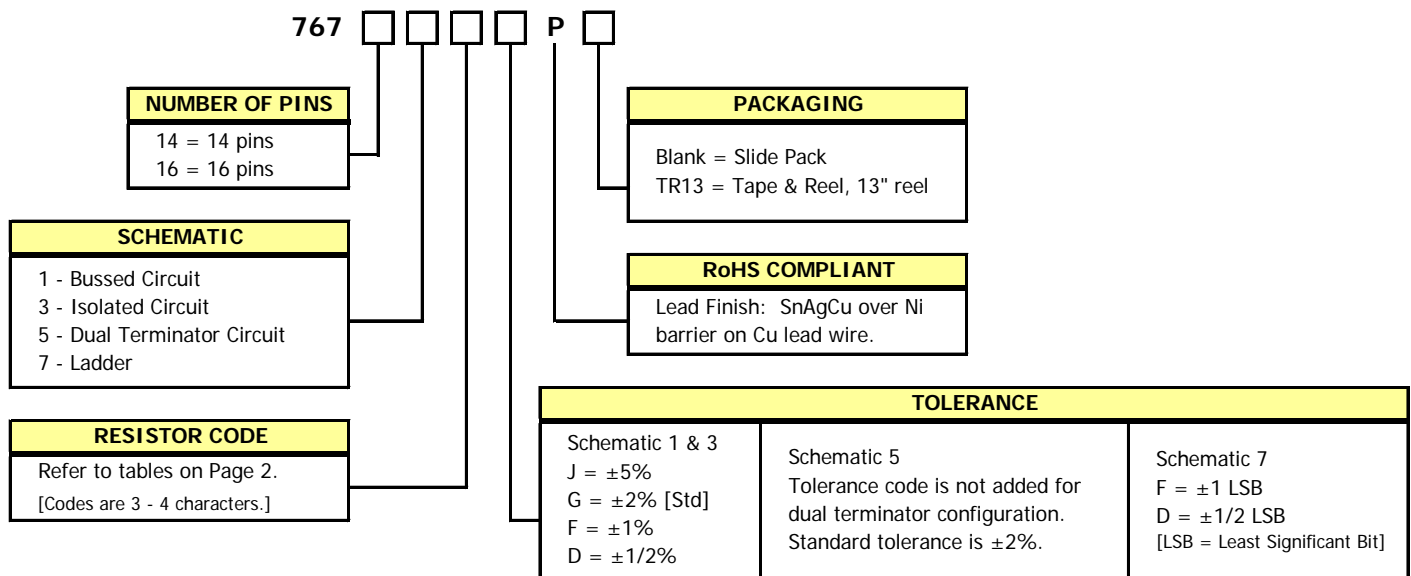 767 P
NUMBER OF PINS
14 = 14 pins
16 = 16 pins
PACKAGING
Blank = Slide Pack
TR13 = Tape & Reel, 13" reel
SCHEMATIC
1 - Bussed Circuit
3 - Isolated Circuit
5 - Dual Terminator Circuit
7 - Ladder
RoHS COMPLIANT
Lead Finish: SnAgCu over Ni
barrier on Cu lead wire.
RESISTOR CODE
Refer to tables on Page 2.
[Codes are 3 - 4 characters.]
TOLERANCE
Schematic 1 & 3
J = ±5%
G = ±2% [Std]
F = ±1%
D = ±1/2%
Schematic 5
Tolerance code is not added for
dual terminator configuration.
Standard tolerance is ±2%.
Schematic 7
F = ±1 LSB
D = ±1/2 LSB
[LSB = Least Significant Bit]